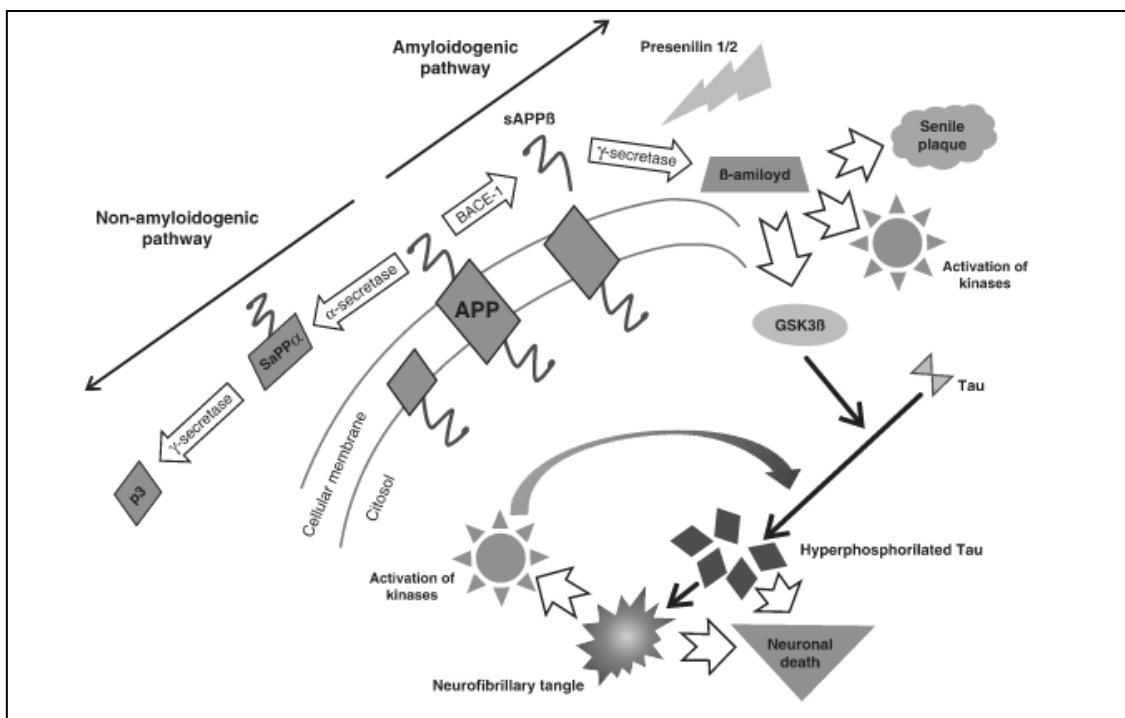 Amyloidogenic
pathway
Presenilin 1/2
sAPPß
γ-secretase
Senile
plaque
ß-amiloyd
BACE-1
Non-amyloidogenic
pathway
Activation of
kinases
α-secretase
APP
GSK3ß
SaPPα
Tau
γ-secretase
p3
Cellular membrane
Citosol
Hyperphosphorilated Tau
Activation of
kinases
Neuronal
death
Neurofibrillary tangle